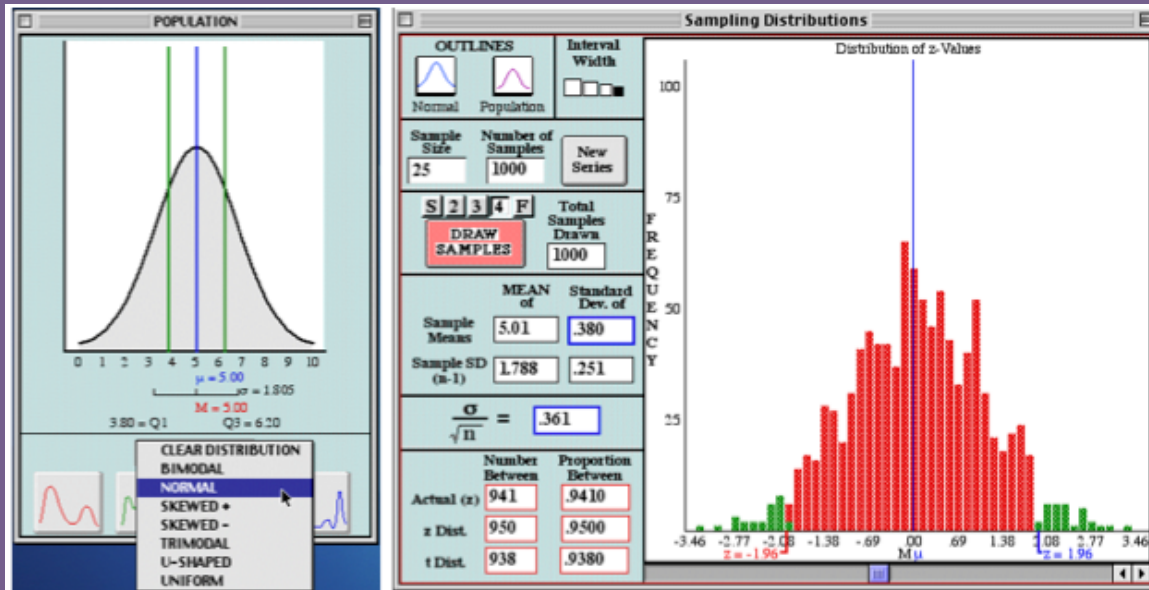 POPULATION
0 1 2 3 4 5 6 7 8 9 10
μ = 5.00
σ = 1.805
M = 5.00
3.80 = Q1 Q3 = 6.20
CLEAR DISTRIBUTION
BIMODAL
NORMAL
SKEWED +
SKEWED -
TRIMODAL
U-SHAPED
UNIFORM
Sampling Distributions
OUTLINES
Normal Population
Interval
Width
Sample
Size
25
Number of
Samples
1000
New
Series
S 2 3 4 F
DRAW
SAMPLES
Total
Samples
Drawn
1000
MEAN
of
Standard
Dev. of
Sample
Means
5.01 .380
Sample SD
(n-1)
1.788 .251
σ
√n = .361
Number
Between
Proportion
Between
Actual (z) 941 .9410
z Dist. 950 .9500
t Dist. 938 .9380
Distribution of z-Values
100
75
50
25
FREQUENCY
-3.46 -2.77 -2.08 -1.38 -.69 .00 .69 1.38 2.08 2.77 3.46
z = -1.96 M μ z = 1.96